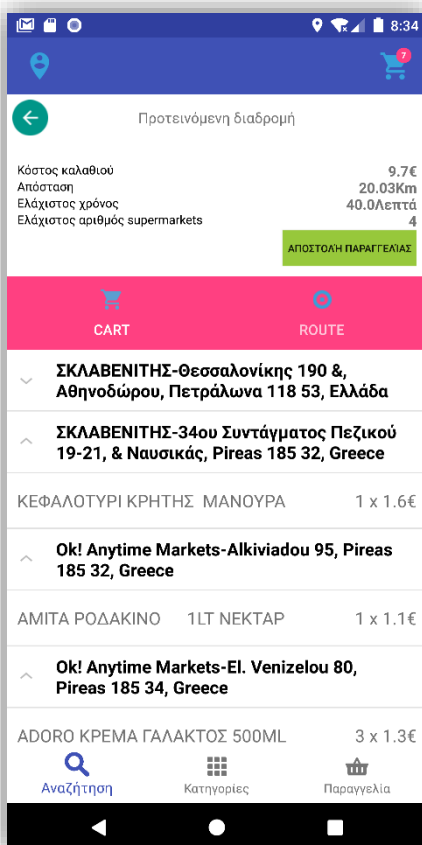 8:34
7
Προτεινόμενη διαδρομή
Κόστος καλαθιού 9.7€
Απόσταση 20.03Km
Ελάχιστος χρόνος 40.0Λεπτά
Ελάχιστος αριθμός supermarkets 4
ΑΠΟΣΤΟΛΉ ΠΑΡΑΓΓΕΛΊΑΣ
CART ROUTE
ΣΚΛΑΒΕΝΙΤΗΣ-Θεσσαλονίκης 190 &,
Αθηνοδώρου, Πετράλωνα 118 53, Ελλάδα
ΣΚΛΑΒΕΝΙΤΗΣ-34ου Συντάγματος Πεζικού
19-21, & Ναυσικάς, Pireas 185 32, Greece
ΚΕΦΑΛΟΤΥΡΙ ΚΡΗΤΗΣ ΜΑΝΟΥΡΑ 1 x 1.6€
Ok! Anytime Markets-Alkiviadou 95, Pireas
185 32, Greece
ΑΜΙΤΑ ΡΟΔΑΚΙΝΟ 1LT ΝΕΚΤΑΡ 1 x 1.1€
Ok! Anytime Markets-El. Venizelou 80,
Pireas 185 34, Greece
ADORO ΚΡΕΜΑ ΓΑΛΑΚΤΟΣ 500ML 3 x 1.3€
Αναζήτηση Κατηγορίες Παραγγελία